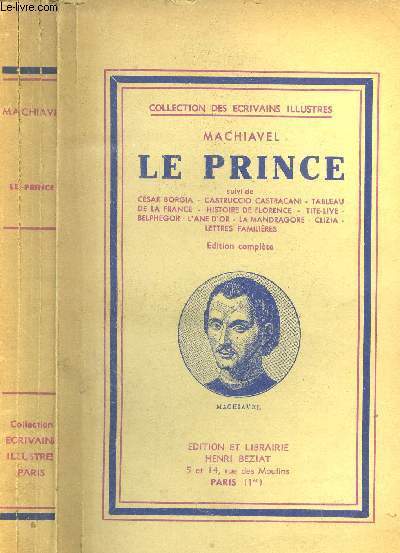 Le-livre.com
COLLECTION DES ECRIVAINS ILLUSTRES
MACHIAVEL
LE PRINCE
suivi de
CÉSAR BORGIA - CASTRUCCIO CASTRACANI - TABLEAU
DE LA FRANCE - HISTOIRE DE FLORENCE - TITE-LIVE -
BELPHEGOR - L'ANE D'OR - LA MANDRAGORE - CLIZIA -
LETTRES FAMILIÈRES
Edition complète
MACHIAVEL
EDITION ET LIBRAIRIE
HENRI BEZIAT
5 et 14, rue des Moulins
PARIS (1er)
MACHIAVEL
LE PRINCE
Collection
ECRIVAINS
ILLUSTRES
PARIS